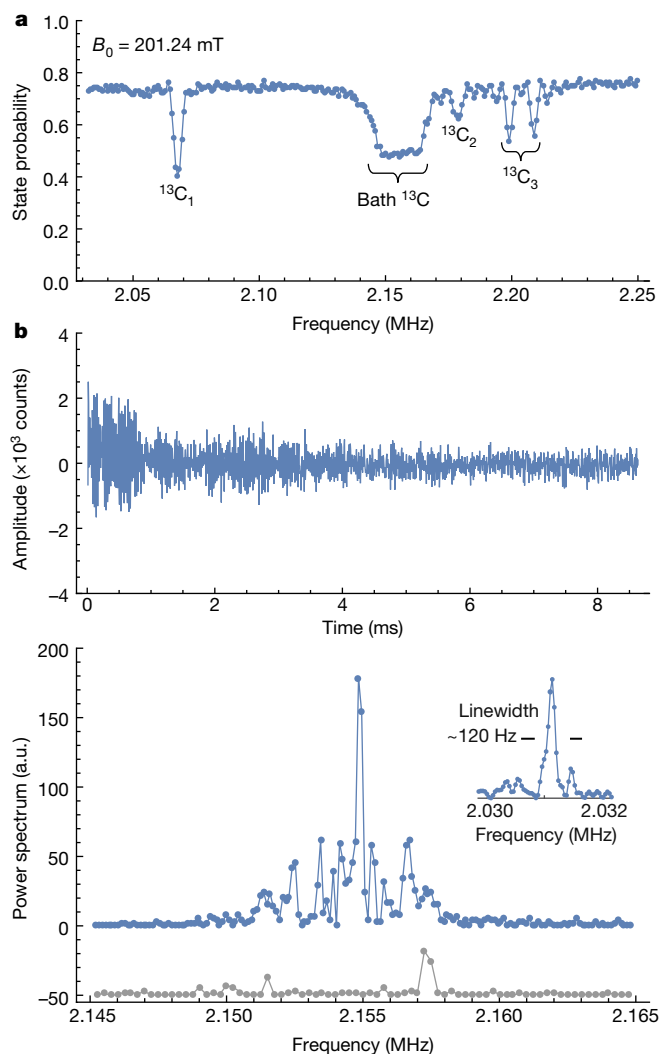 a
B₀ = 201.24 mT
State probability
1.0
0.8
0.6
0.4
0.2
0.0
¹³C₁
Bath ¹³C
¹³C₂
¹³C₃
2.05
2.10
2.15
2.20
2.25
Frequency (MHz)
b
Amplitude (×10³ counts)
4
2
0
−2
−4
0
2
4
6
8
Time (ms)
Power spectrum (a.u.)
200
150
100
50
0
−50
Linewidth
~120 Hz
2.030
2.032
Frequency (MHz)
2.145
2.150
2.155
2.160
2.165
Frequency (MHz)